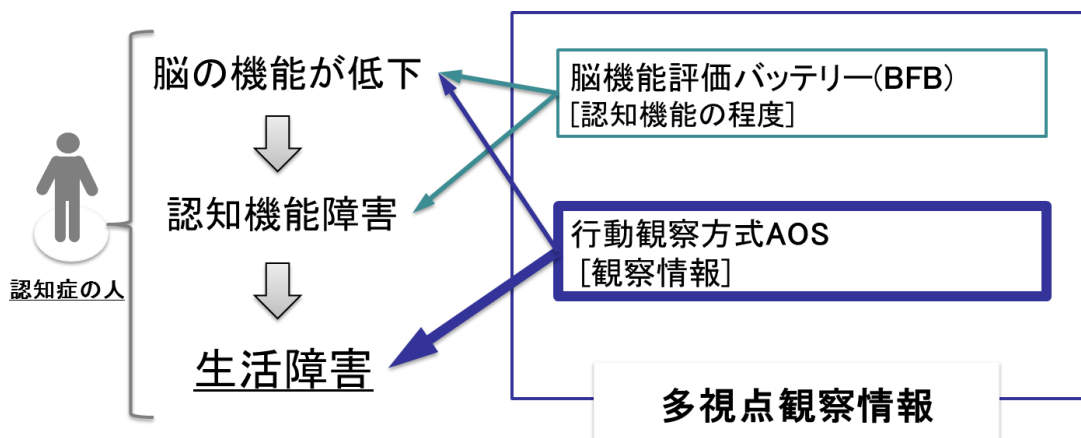 脳の機能が低下
認知機能障害
生活障害
認知症の人
脳機能評価バッテリー(BFB)
[認知機能の程度]
行動観察方式AOS
[観察情報]
多視点観察情報